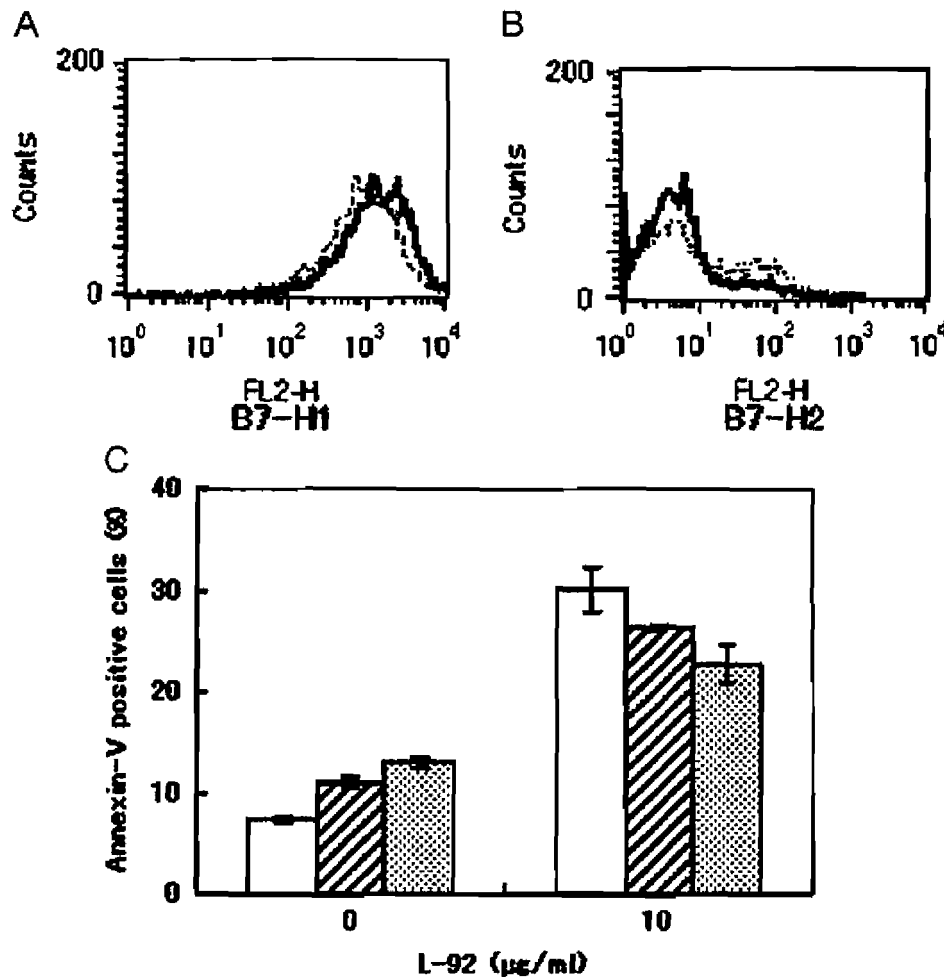 A
200
Counts
0
10^0 10^1 10^2 10^3 10^4
FL2-H
B7-H1
B
200
Counts
0
10^0 10^1 10^2 10^3 10^4
FL2-H
B7-H2
C
Annexin-V positive cells (%)
40
30
20
10
0
0 10
L-92 (μg/ml)